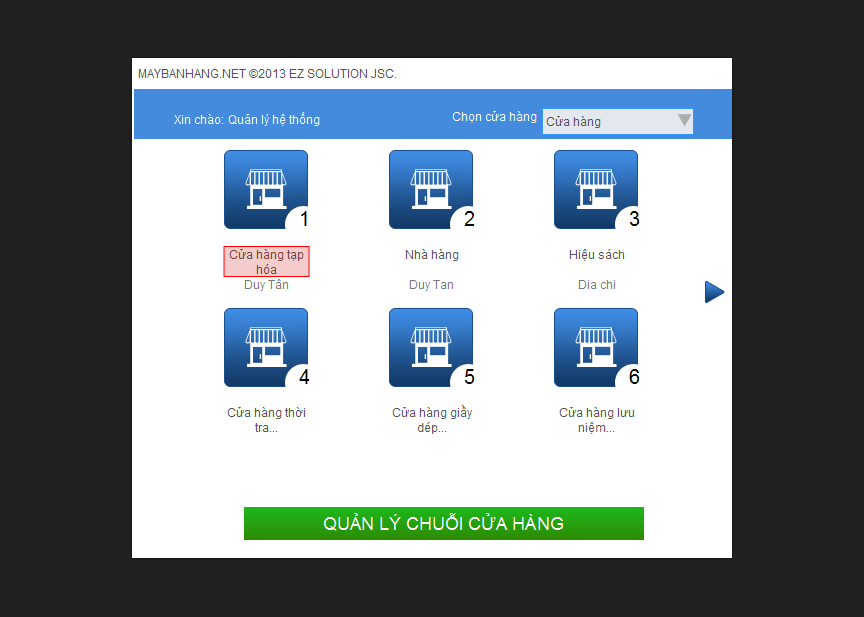 MAYBANHANG.NET ©2013 EZ SOLUTION JSC.
Xin chào: Quản lý hệ thống
Chọn cửa hàng
Cửa hàng
1
2
3
Cửa hàng tạp
hóa
Duy Tân
Nhà hàng
Duy Tan
Hiệu sách
Dia chi
4
5
6
Cửa hàng thời
tra...
Cửa hàng giầy
dép...
Cửa hàng lưu
niệm...
QUẢN LÝ CHUỖI CỬA HÀNG